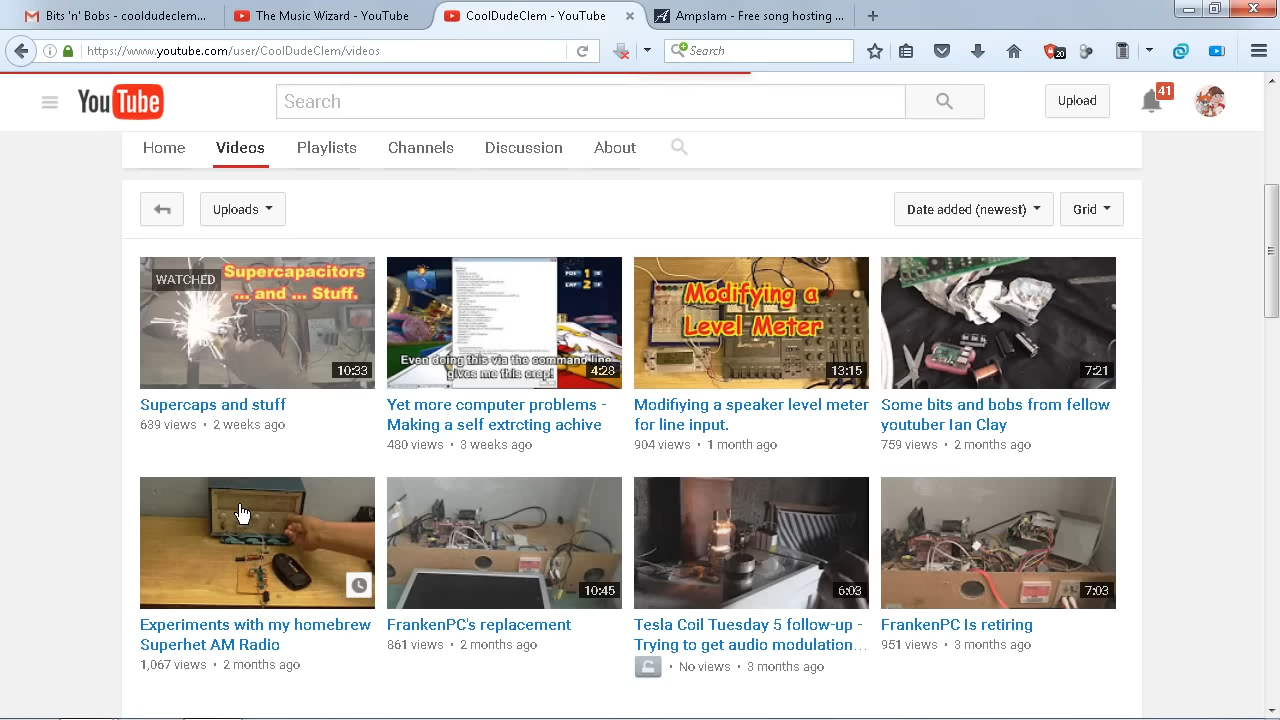 Bits 'n' Bobs - cooldudeclem...
The Music Wizard - YouTube
CoolDudeClem - YouTube
Ampslam - Free song hosting ...
https://www.youtube.com/user/CoolDudeClem/videos
Search
20
YouTube
Search
Upload
41
Home
Videos
Playlists
Channels
Discussion
About
Uploads
Date added (newest)
Grid
WATCHED
Supercapacitors
... and ... Stuff.
10:33
CAP 1
CAP 2
Even doing this via the command line
gives me this crap!
4:28
Modifying a
Level Meter
13:15
7:21
Supercaps and stuff
639 views • 2 weeks ago
Yet more computer problems -
Making a self extrcting achive
480 views • 3 weeks ago
Modifiying a speaker level meter
for line input.
904 views • 1 month ago
Some bits and bobs from fellow
youtuber Ian Clay
759 views • 2 months ago
10:45
6:03
7:03
Experiments with my homebrew
Superhet AM Radio
1,067 views • 2 months ago
FrankenPC's replacement
861 views • 2 months ago
Tesla Coil Tuesday 5 follow-up -
Trying to get audio modulation...
• No views • 3 months ago
FrankenPC Is retiring
951 views • 3 months ago